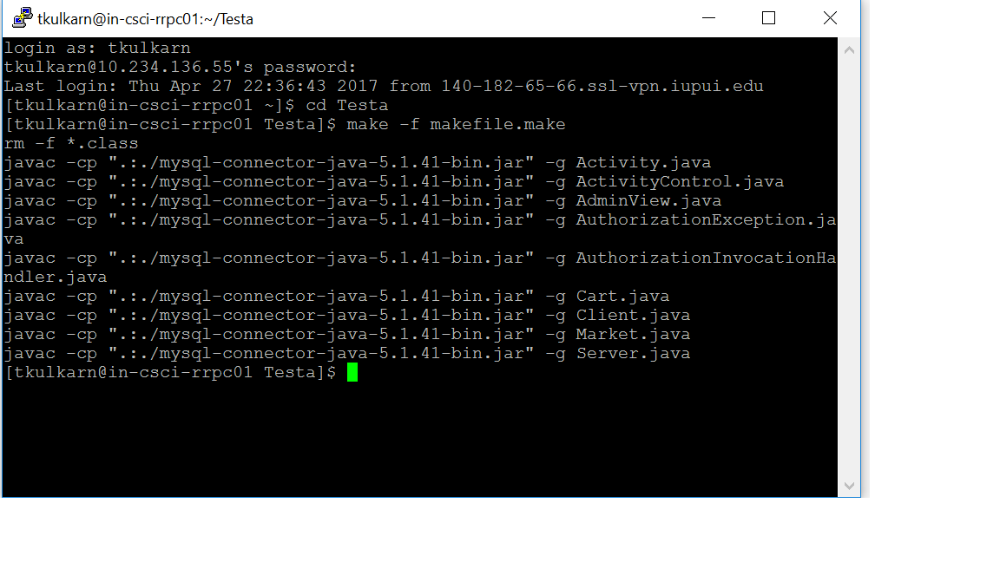 tkulkarn@in-csci-rrpc01:~/Testa
login as: tkulkarn
tkulkarn@10.234.136.55's password:
Last login: Thu Apr 27 22:36:43 2017 from 140-182-65-66.ssl-vpn.iupui.edu
[tkulkarn@in-csci-rrpc01 ~]$ cd Testa
[tkulkarn@in-csci-rrpc01 Testa]$ make -f makefile.make
rm -f *.class
javac -cp ".:./mysql-connector-java-5.1.41-bin.jar" -g Activity.java
javac -cp ".:./mysql-connector-java-5.1.41-bin.jar" -g ActivityControl.java
javac -cp ".:./mysql-connector-java-5.1.41-bin.jar" -g AdminView.java
javac -cp ".:./mysql-connector-java-5.1.41-bin.jar" -g AuthorizationException.ja
va
javac -cp ".:./mysql-connector-java-5.1.41-bin.jar" -g AuthorizationInvocationHa
ndler.java
javac -cp ".:./mysql-connector-java-5.1.41-bin.jar" -g Cart.java
javac -cp ".:./mysql-connector-java-5.1.41-bin.jar" -g Client.java
javac -cp ".:./mysql-connector-java-5.1.41-bin.jar" -g Market.java
javac -cp ".:./mysql-connector-java-5.1.41-bin.jar" -g Server.java
[tkulkarn@in-csci-rrpc01 Testa]$